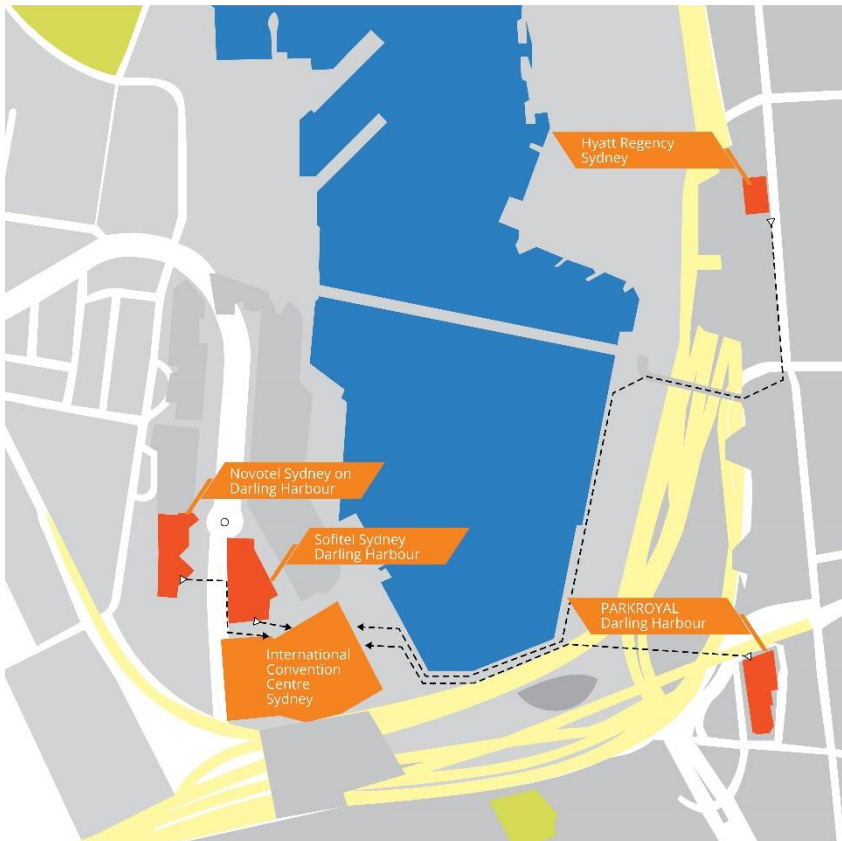 Hyatt Regency
Sydney
Novotel Sydney on
Darling Harbour
Sofitel Sydney
Darling Harbour
PARKROYAL
Darling Harbour
International
Convention
Centre
Sydney